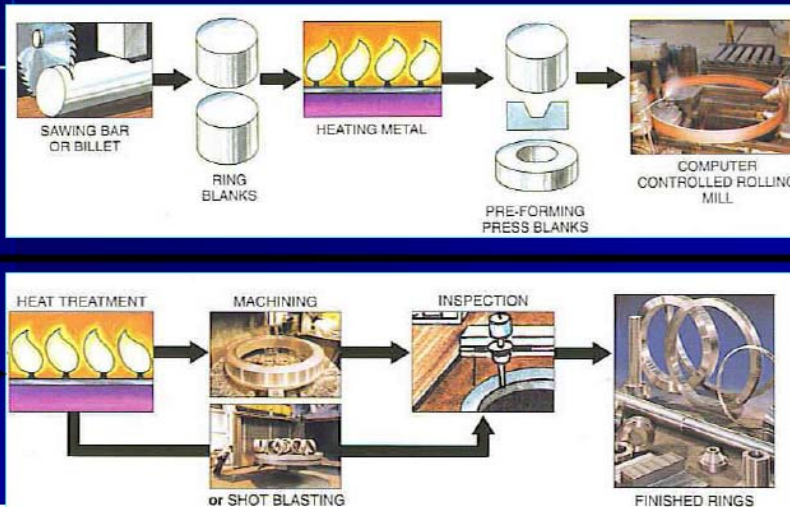 SAWING BAR
OR BILLET
RING
BLANKS
HEATING METAL
PRE-FORMING
PRESS BLANKS
COMPUTER
CONTROLLED ROLLING
MILL
HEAT TREATMENT
MACHINING
or SHOT BLASTING
INSPECTION
FINISHED RINGS